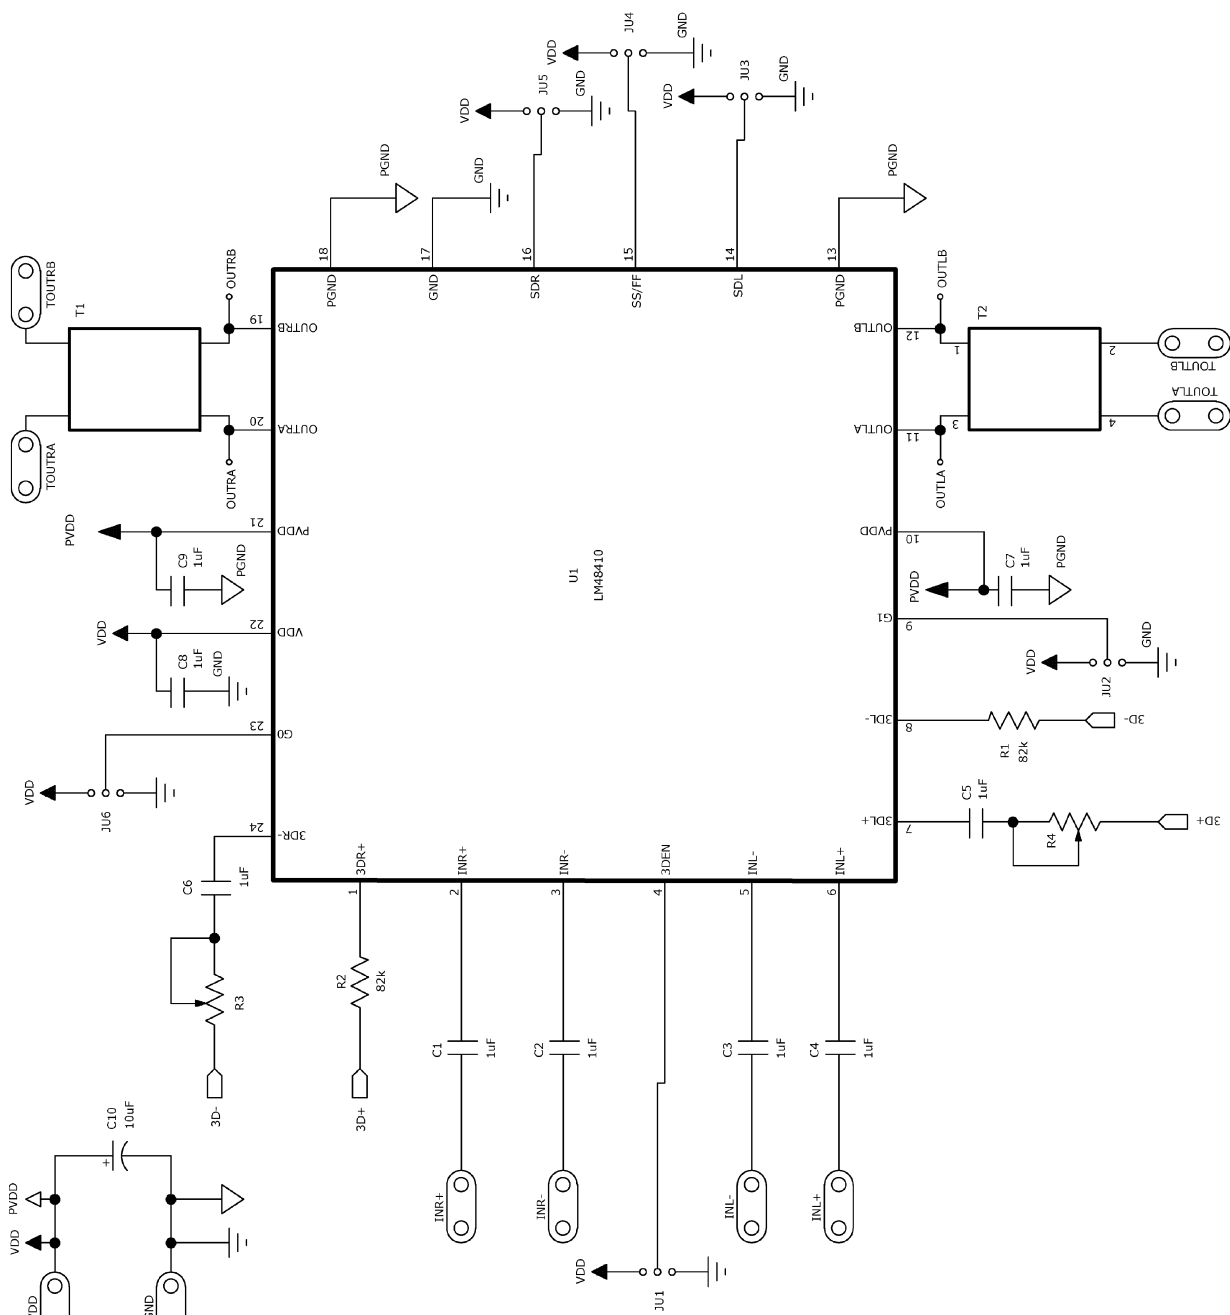 JU4
GND
VDD
JU5
GND
VDD
JU3
GND
VDD
PGND
GND
PGND
18
17
16
15
14
13
PGND
GND
SDR
SS/FF
SDL
PGND
TOUTRB
T1
OUTRB
19
OUTRB
TOUTRA
OUTRA
20
OUTRA
OUTLB
12
OUTLB
T2
1
2
TOUTLB
TOUTLA
3
4
OUTLA
11
OUTLA
PVDD
21
PVDD
C9
1uF
PGND
U1
LM48410
PVDD
10
PVDD
C7
1uF
PGND
VDD
22
VDD
C8
1uF
GND
G1
9
VDD
JU2
GND
23
G0
VDD
JU6
3DL-
8
R1
82k
3D-
24
3DR-
C6
1uF
R3
3D-
3DL+
7
C5
1uF
R4
3D+
3DR+
INR+
INR-
3DEN
INL-
INL+
1
2
3
4
5
6
R2
82k
3D+
C1
1uF
C2
1uF
C3
1uF
C4
1uF
INR+
INR-
INL-
INL+
VDD
JU1
C10
10uF
+
PVDD
VDD
VDD
GND